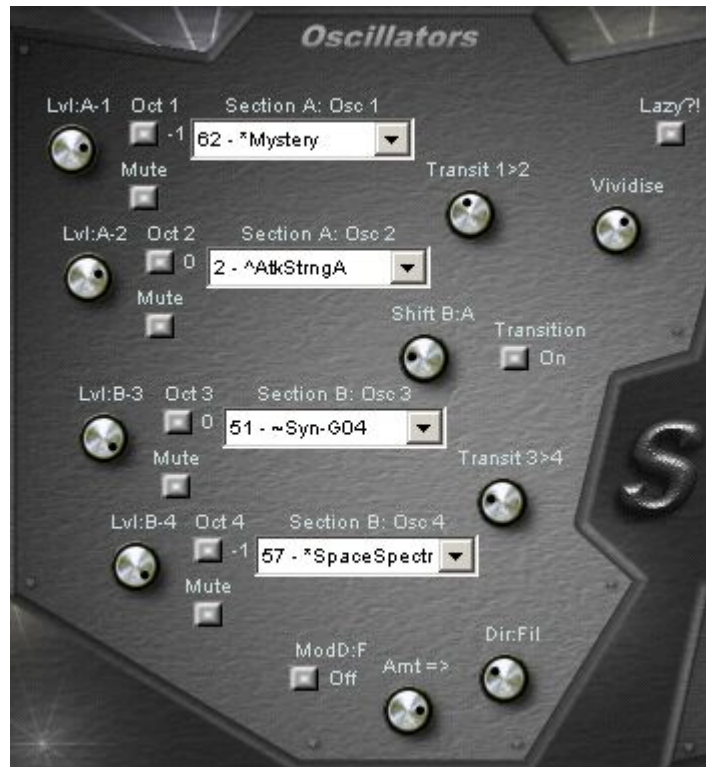 Oscillators
Lvl:A-1 Oct 1 Section A: Osc 1 Lazy?!
-1 62 - *Mystery
Mute Transit 1>2 Vividise
Lvl:A-2 Oct 2 Section A: Osc 2
0 2 - ^AtkStrngA
Mute
Shift B:A Transition
On
Lvl:B-3 Oct 3 Section B: Osc 3
0 51 - ~Syn-G04
Mute Transit 3>4
Lvl:B-4 Oct 4 Section B: Osc 4
-1 57 - *SpaceSpectr
Mute
Dir:Fil
ModD:F Amt =>
Off
S